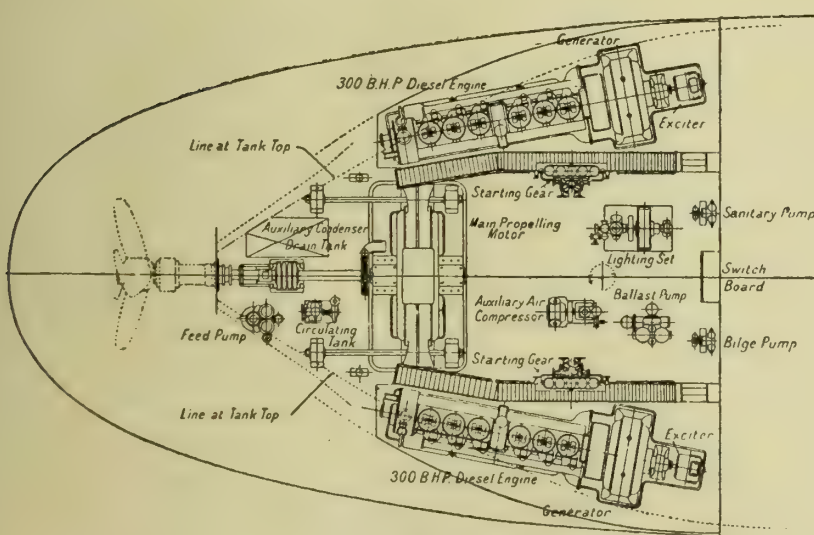 Generator
300 B.H.P. Diesel Engine
Exciter
Line at Tank Top
Starting Gear
Main Propelling
Motor
Sanitary Pump
Auxiliary Condenser
Drain Tank
Lighting Set
Switch
Board
Auxiliary Air
Compressor
Ballast Pump
Feed Pump
Circulating
Tank
Bilge Pump
Starting Gear
Line at Tank Top
Exciter
300 B.H.P. Diesel Engine
Generator